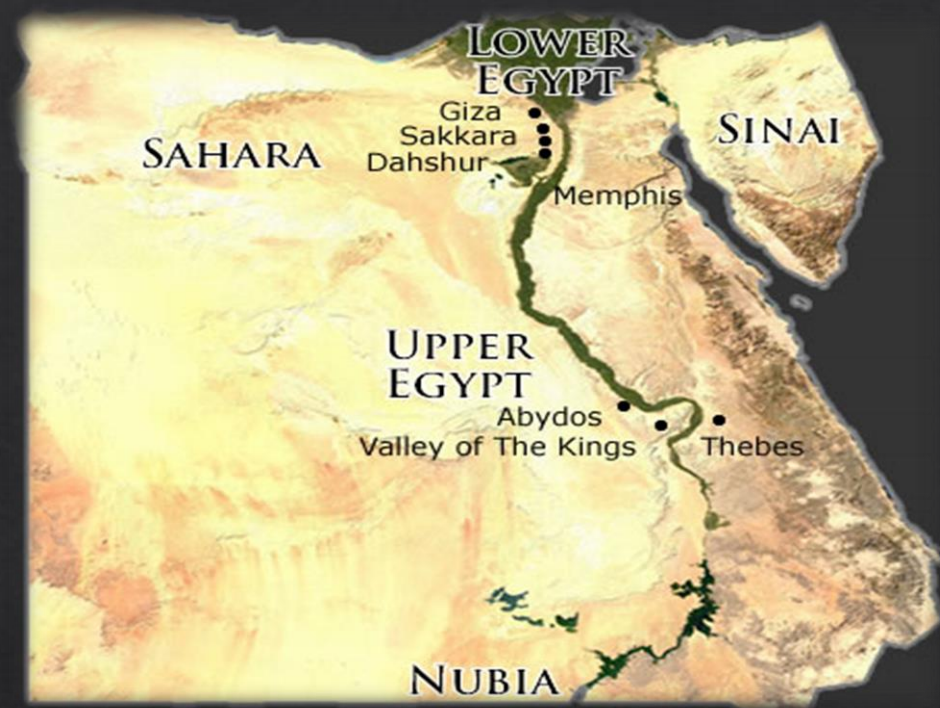 LOWER
EGYPT
Giza
Sakkara
Dahshur
SAHARA
SINAI
Memphis
UPPER
EGYPT
Abydos
Valley of The Kings
Thebes
NUBIA